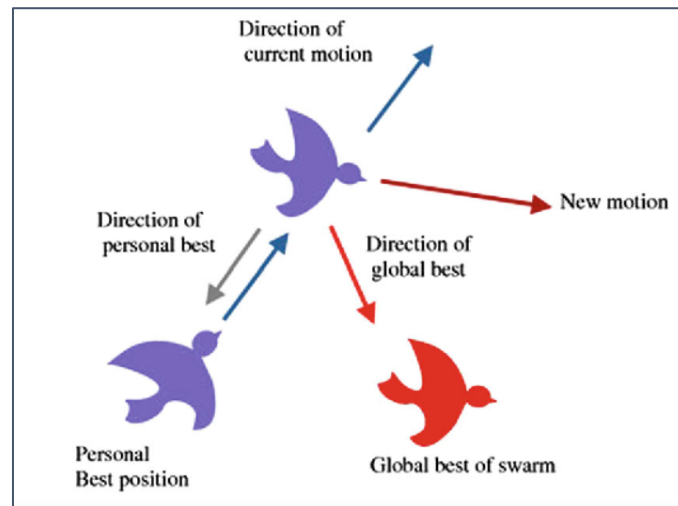 Direction of
current motion
New motion
Direction of
personal best
Direction of
global best
Personal
Best position
Global best of swarm